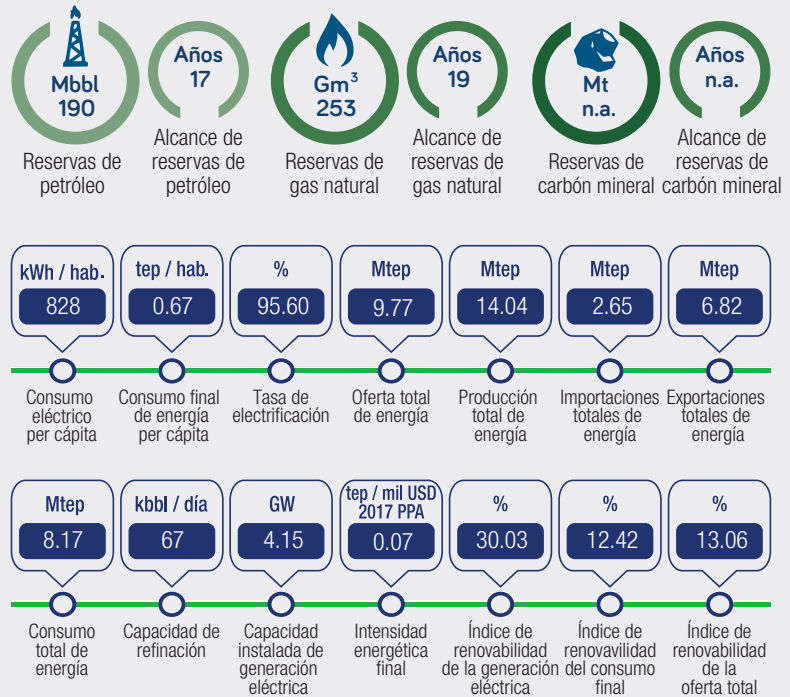 Mbbl
190
Reservas de
petróleo
Años
17
Alcance de
reservas de
petróleo
Gm³
253
Reservas de
gas natural
Años
19
Alcance de
reservas de
gas natural
Mt
n.a.
Reservas de
carbón mineral
Años
n.a.
Alcance de
reservas de
carbón mineral
kWh / hab.
828
Consumo
eléctrico
per cápita
tep / hab.
0.67
Consumo final
de energía
per cápita
%
95.60
Tasa de
electrificación
Mtep
9.77
Oferta total
de energía
Mtep
14.04
Producción
total de
energía
Mtep
2.65
Importaciones
totales de
energía
Mtep
6.82
Exportaciones
totales de
energía
Mtep
8.17
Consumo
total de
energía
kbbl / día
67
Capacidad de
refinación
GW
4.15
Capacidad
instalada de
generación
eléctrica
tep / mil USD
2017 PPA
0.07
Intensidad
energética
final
%
30.03
Índice de
renovabilidad
de la generación
eléctrica
%
12.42
Índice de
renovavilidad
del consumo
final
%
13.06
Índice de
renovabilidad
de la
oferta total